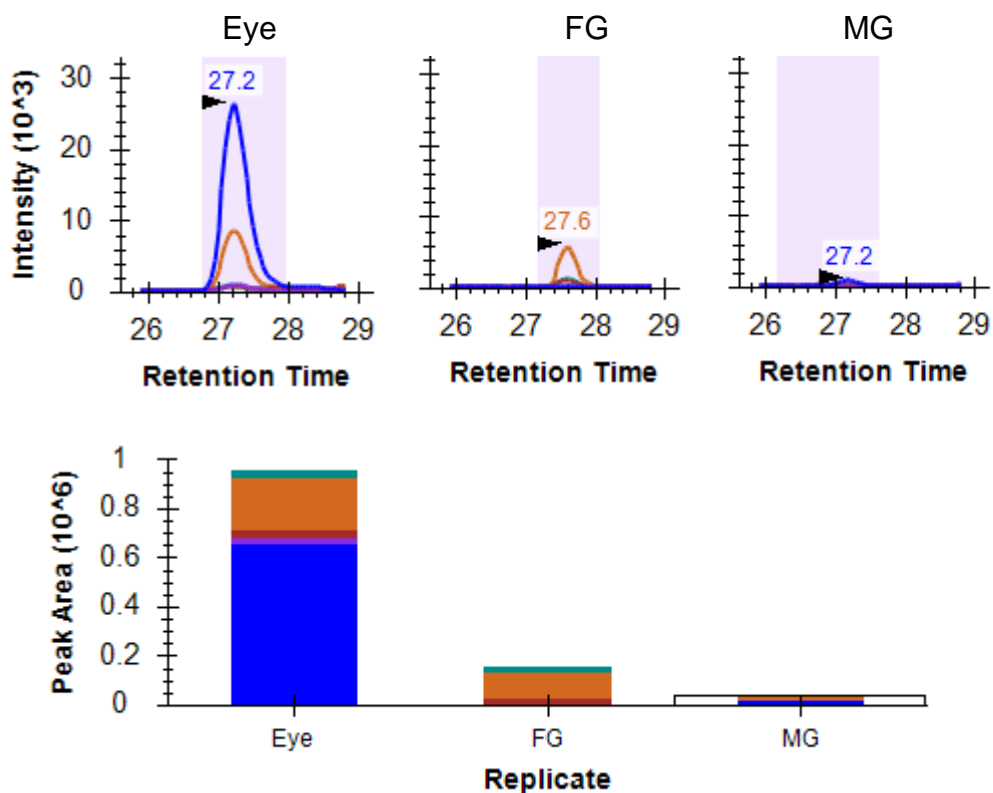 Eye FG MG
Intensity (10^3)
30
20
10
0
27.2
27.6
27.2
26 27 28 29
26 27 28 29
26 27 28 29
Retention Time
Retention Time
Retention Time
Peak Area (10^6)
1
0.8
0.6
0.4
0.2
0
Eye FG MG
Replicate